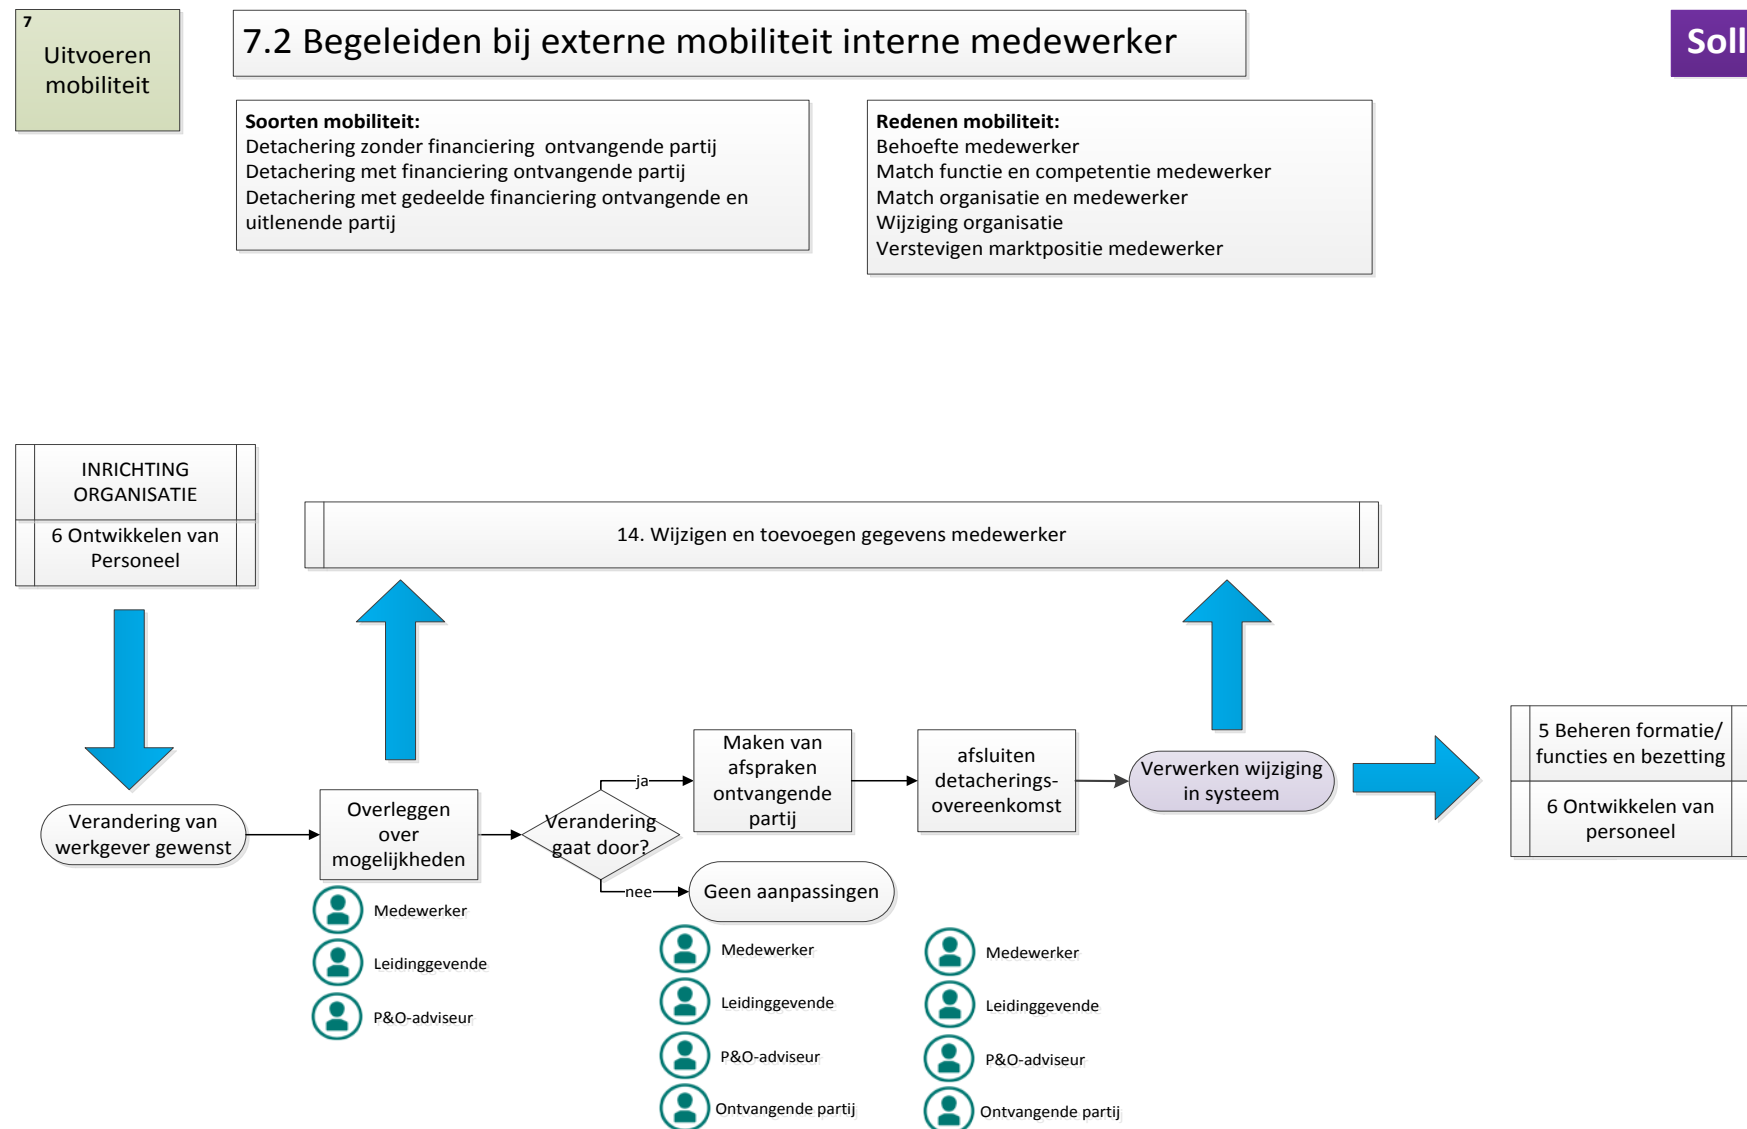 7
Uitvoeren
mobiliteit
7.2 Begeleiden bij externe mobiliteit interne medewerker
Soll
Soorten mobiliteit:
Detachering zonder financiering ontvangende partij
Detachering met financiering ontvangende partij
Detachering met gedeelde financiering ontvangende en
uitlenende partij
Redenen mobiliteit:
Behoefte medewerker
Match functie en competentie medewerker
Match organisatie en medewerker
Wijziging organisatie
Verstevigen marktpositie medewerker
INRICHTING
ORGANISATIE
6 Ontwikkelen van
Personeel
14. Wijzigen en toevoegen gegevens medewerker
Verandering van
werkgever gewenst
Overleggen
over
mogelijkheden
Verandering
gaat door?
ja
nee
Maken van
afspraken
ontvangende
partij
afsluiten
detacherings-
overeenkomst
Verwerken wijziging
in systeem
5 Beheren formatie/
functies en bezetting
6 Ontwikkelen van
personeel
Geen aanpassingen
Medewerker
Leidinggevende
P&O-adviseur
Medewerker
Leidinggevende
P&O-adviseur
Ontvangende partij
Medewerker
Leidinggevende
P&O-adviseur
Ontvangende partij